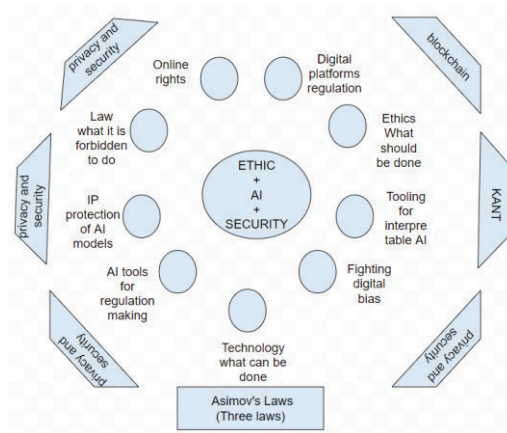 privacy and
security
blockchain
Online
rights
Digital
platforms
regulation
Law
what it is
forbidden
to do
Ethics
What
should
be done
ETHIC
+
AI
+
SECURITY
privacy and
security
IP
protection
of AI
models
Tooling
for
interpre
table AI
KANT
AI tools
for
regulation
making
Fighting
digital
bias
privacy and
security
Technology
what can be
done
privacy and
security
Asimov's Laws
(Three laws)